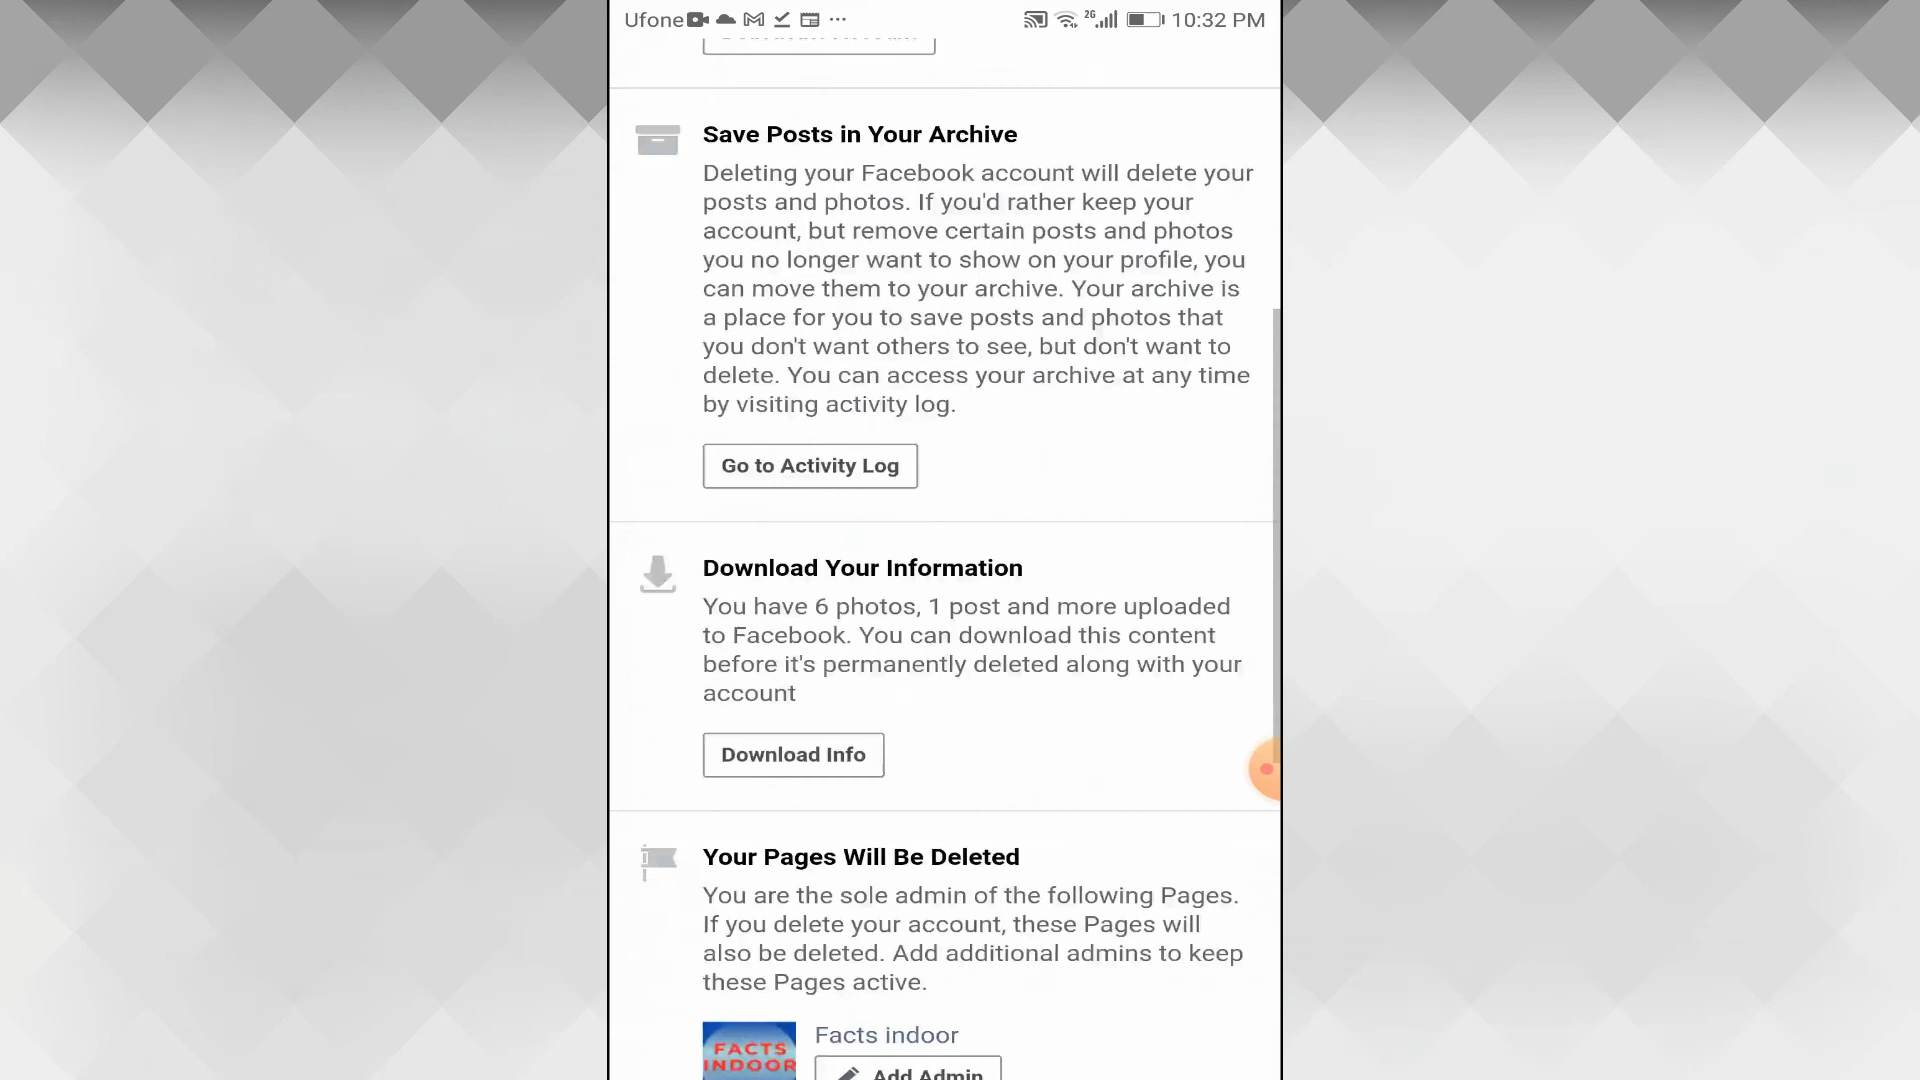 Ufone 2G 10:32 PM
Save Posts in Your Archive
Deleting your Facebook account will delete your
posts and photos. If you'd rather keep your
account, but remove certain posts and photos
you no longer want to show on your profile, you
can move them to your archive. Your archive is
a place for you to save posts and photos that
you don't want others to see, but don't want to
delete. You can access your archive at any time
by visiting activity log.
Go to Activity Log
Download Your Information
You have 6 photos, 1 post and more uploaded
to Facebook. You can download this content
before it's permanently deleted along with your
account
Download Info
Your Pages Will Be Deleted
You are the sole admin of the following Pages.
If you delete your account, these Pages will
also be deleted. Add additional admins to keep
these Pages active.
Facts indoor
FACTS
INDOOR
Add Admin